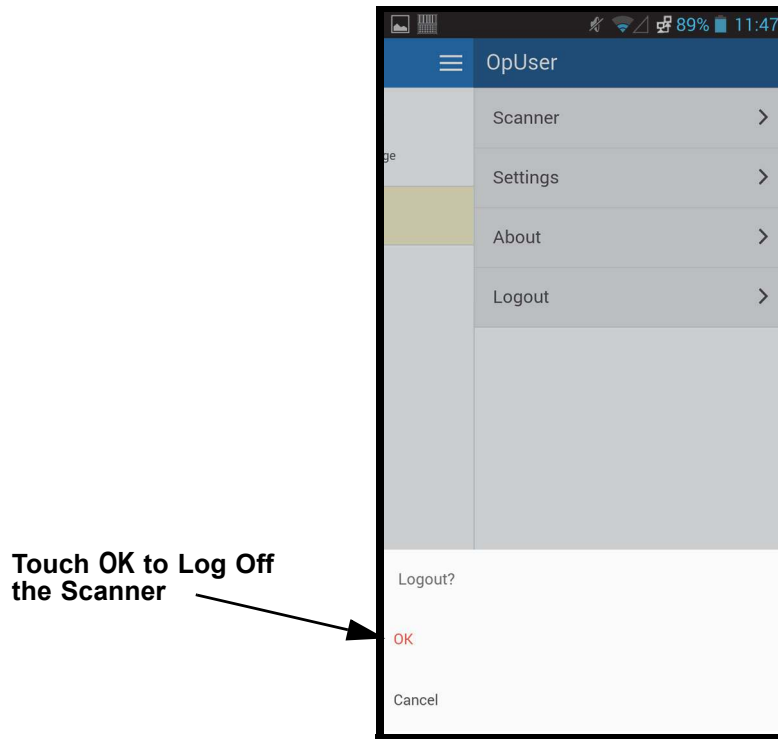 89% 11:47
OpUser
Scanner
ge
Settings
About
Logout
Touch OK to Log Off
the Scanner
Logout?
OK
Cancel